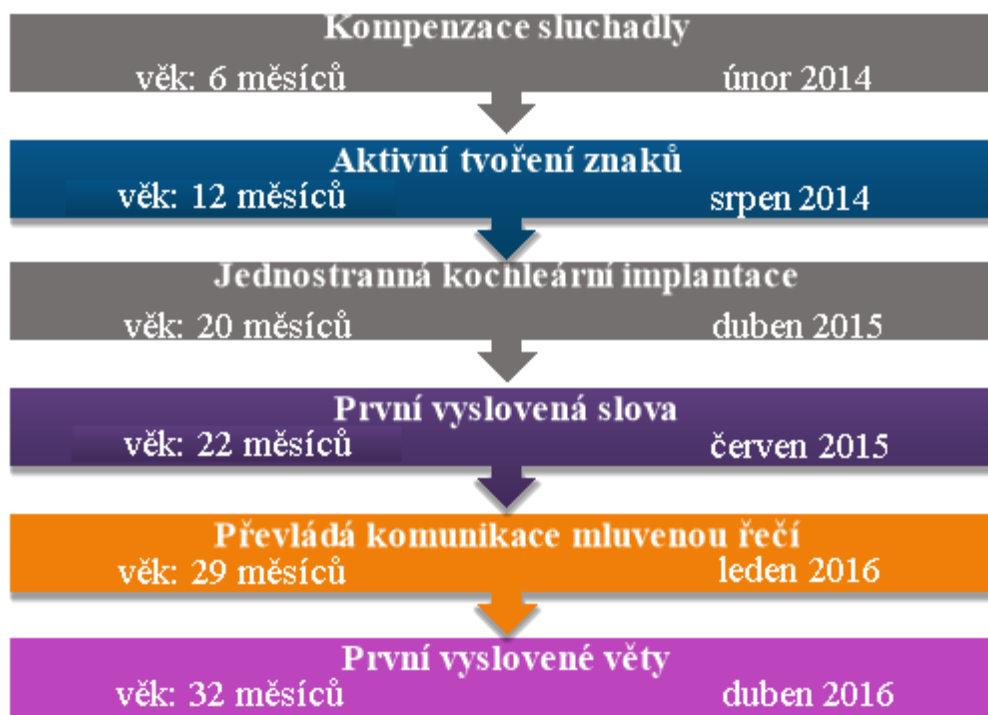 Kompenzace sluchadly
věk: 6 měsíců únor 2014
Aktivní tvoření znaků
věk: 12 měsíců srpen 2014
Jednostranná kochleární implantace
věk: 20 měsíců duben 2015
První vyslovená slova
věk: 22 měsíců červen 2015
Převládá komunikace mluvenou řečí
věk: 29 měsíců leden 2016
První vyslovené věty
věk: 32 měsíců duben 2016